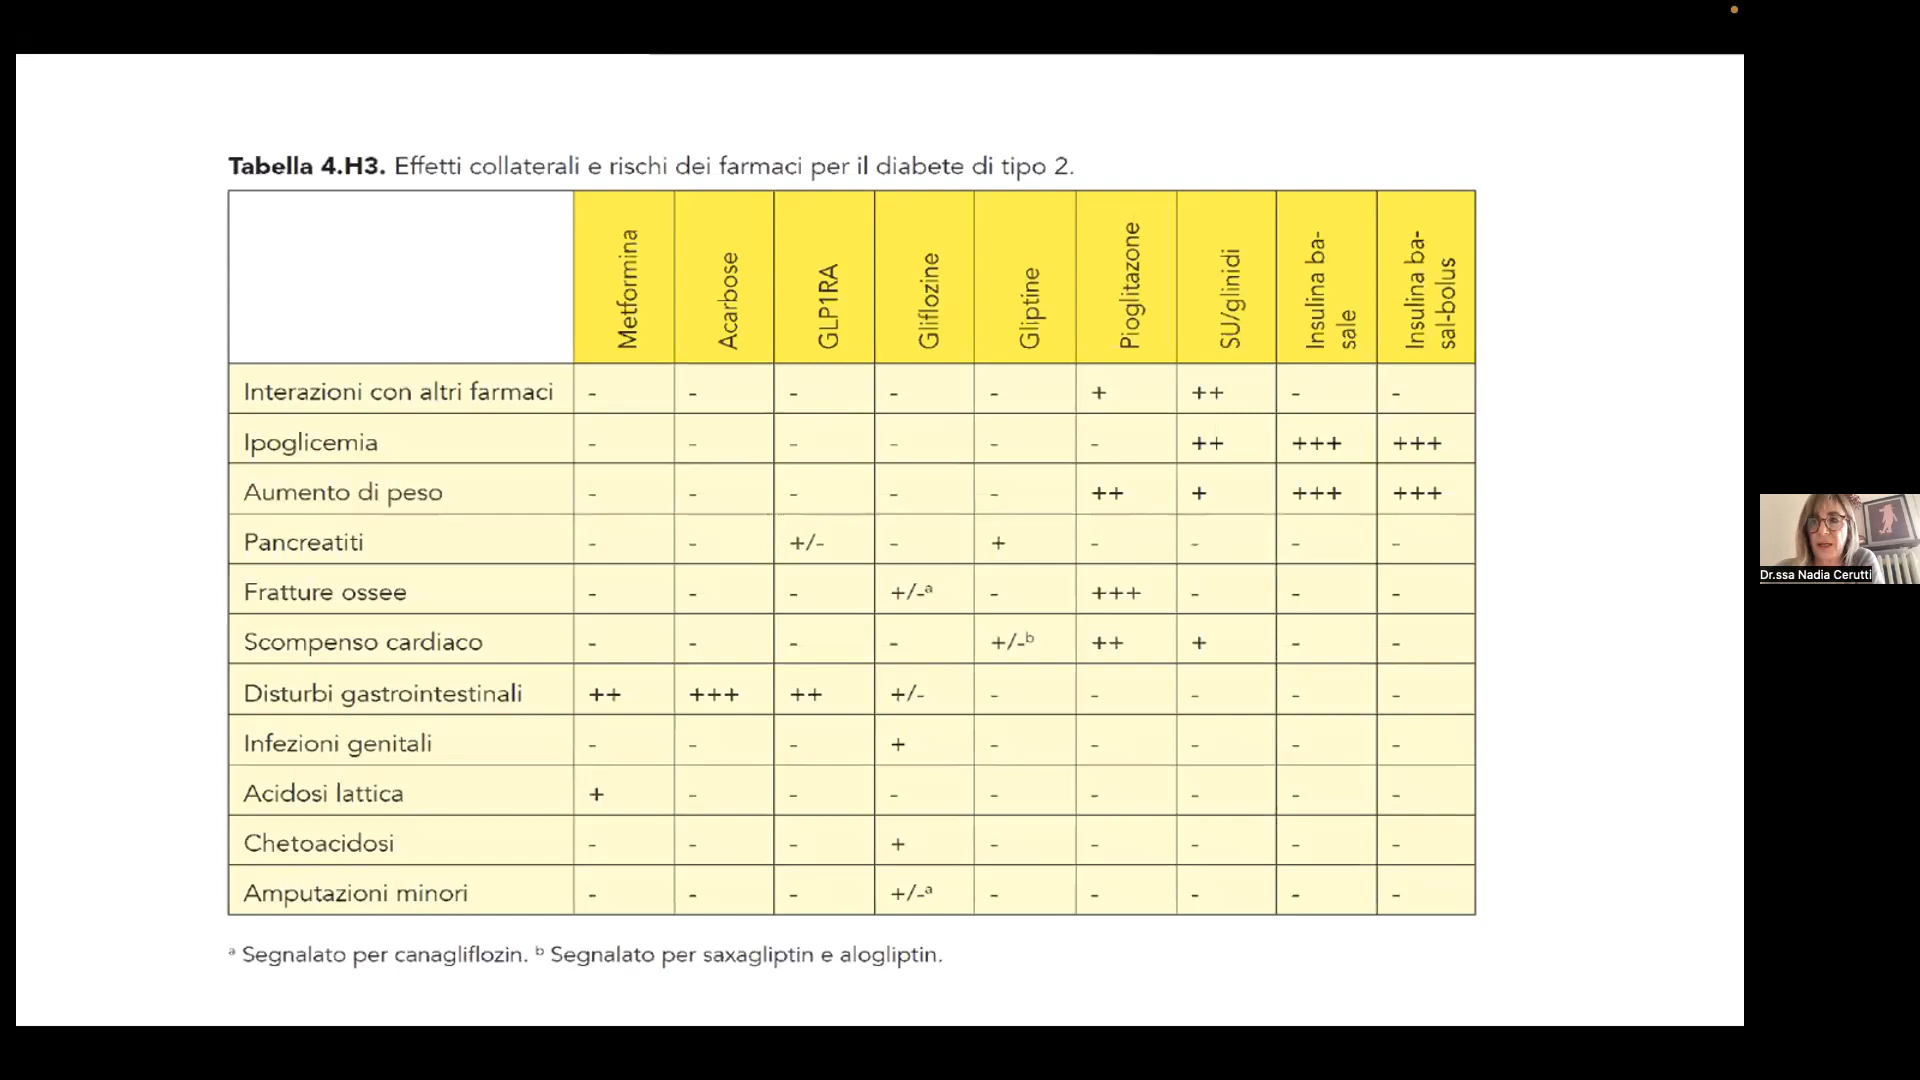 Tabella 4.H3. Effetti collaterali e rischi dei farmaci per il diabete di tipo 2.
Metformina Acarbose GLP1RA Gliflozine Gliptine Pioglitazone SU/glinidi Insulina ba-sale Insulina ba-sal-bolus
Interazioni con altri farmaci - - - - - + ++ - -
Ipoglicemia - - - - - - ++ +++ +++
Aumento di peso - - - - - ++ + +++ +++
Pancreatiti - - +/- - + - - - -
Fratture ossee - - - +/-ᵃ - +++ - - -
Scompenso cardiaco - - - - +/-ᵇ ++ + - -
Disturbi gastrointestinali ++ +++ ++ +/- - - - - -
Infezioni genitali - - - + - - - - -
Acidosi lattica + - - - - - - - -
Chetoacidosi - - - + - - - - -
Amputazioni minori - - - +/-ᵃ - - - - -
ᵃ Segnalato per canagliflozin. ᵇ Segnalato per saxagliptin e alogliptin.
Dr.ssa Nadia Cerutti